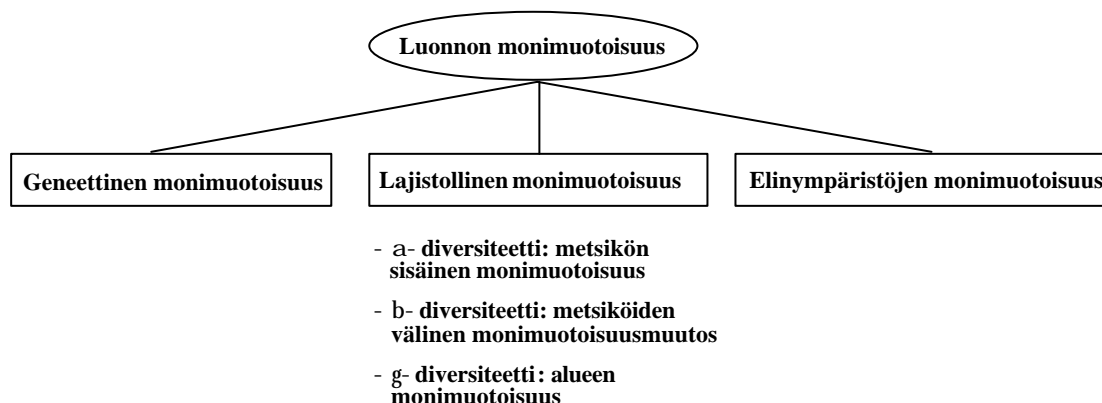 Luonnon monimuotoisuus
Geneettinen monimuotoisuus
Lajistollinen monimuotoisuus
Elinympäristöjen monimuotoisuus
- a- diversiteetti: metsikön
sisäinen monimuotoisuus
- b- diversiteetti: metsiköiden
välinen monimuotoisuusmuutos
- g- diversiteetti: alueen
monimuotoisuus